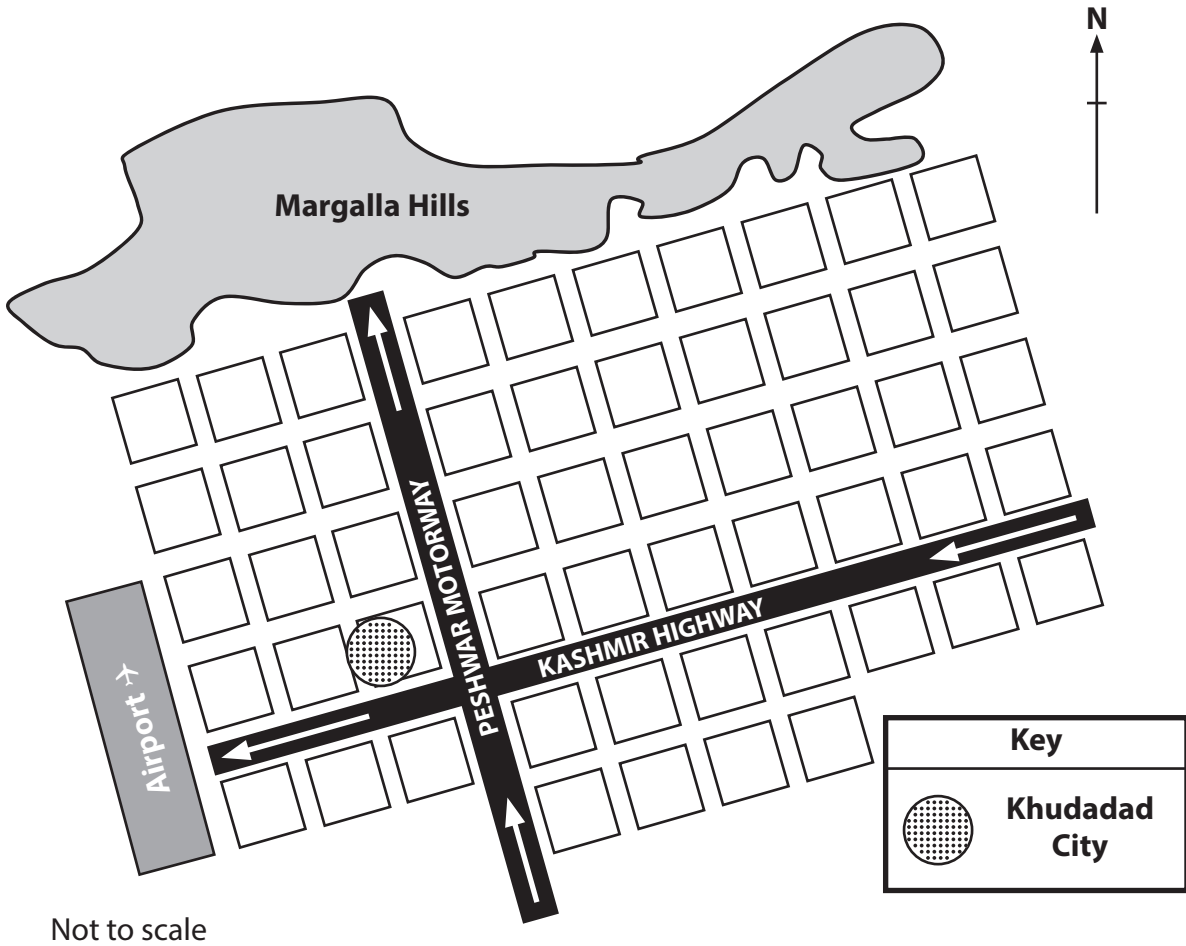 N
Margalla Hills
PESHWAR MOTORWAY
KASHMIR HIGHWAY
Airport
Key
Khudadad
City
Not to scale